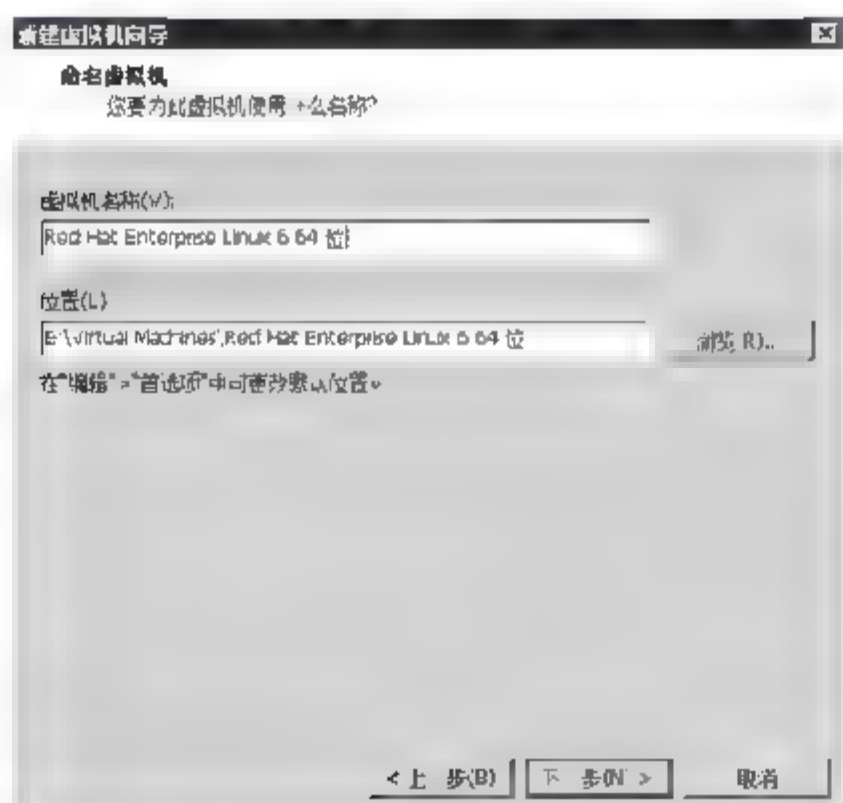 新建虚拟机向导
命名虚拟机
您要为此虚拟机使用什么名称?
虚拟机名称(V):
Red Hat Enterprise Linux 6 64 位
位置(L)
E:\Virtual Machines\Red Hat Enterprise Linux 6 64 位
浏览(R)...
在"编辑">"首选项"中可更改默认位置。
< 上一步(B)
下一步(N) >
取消